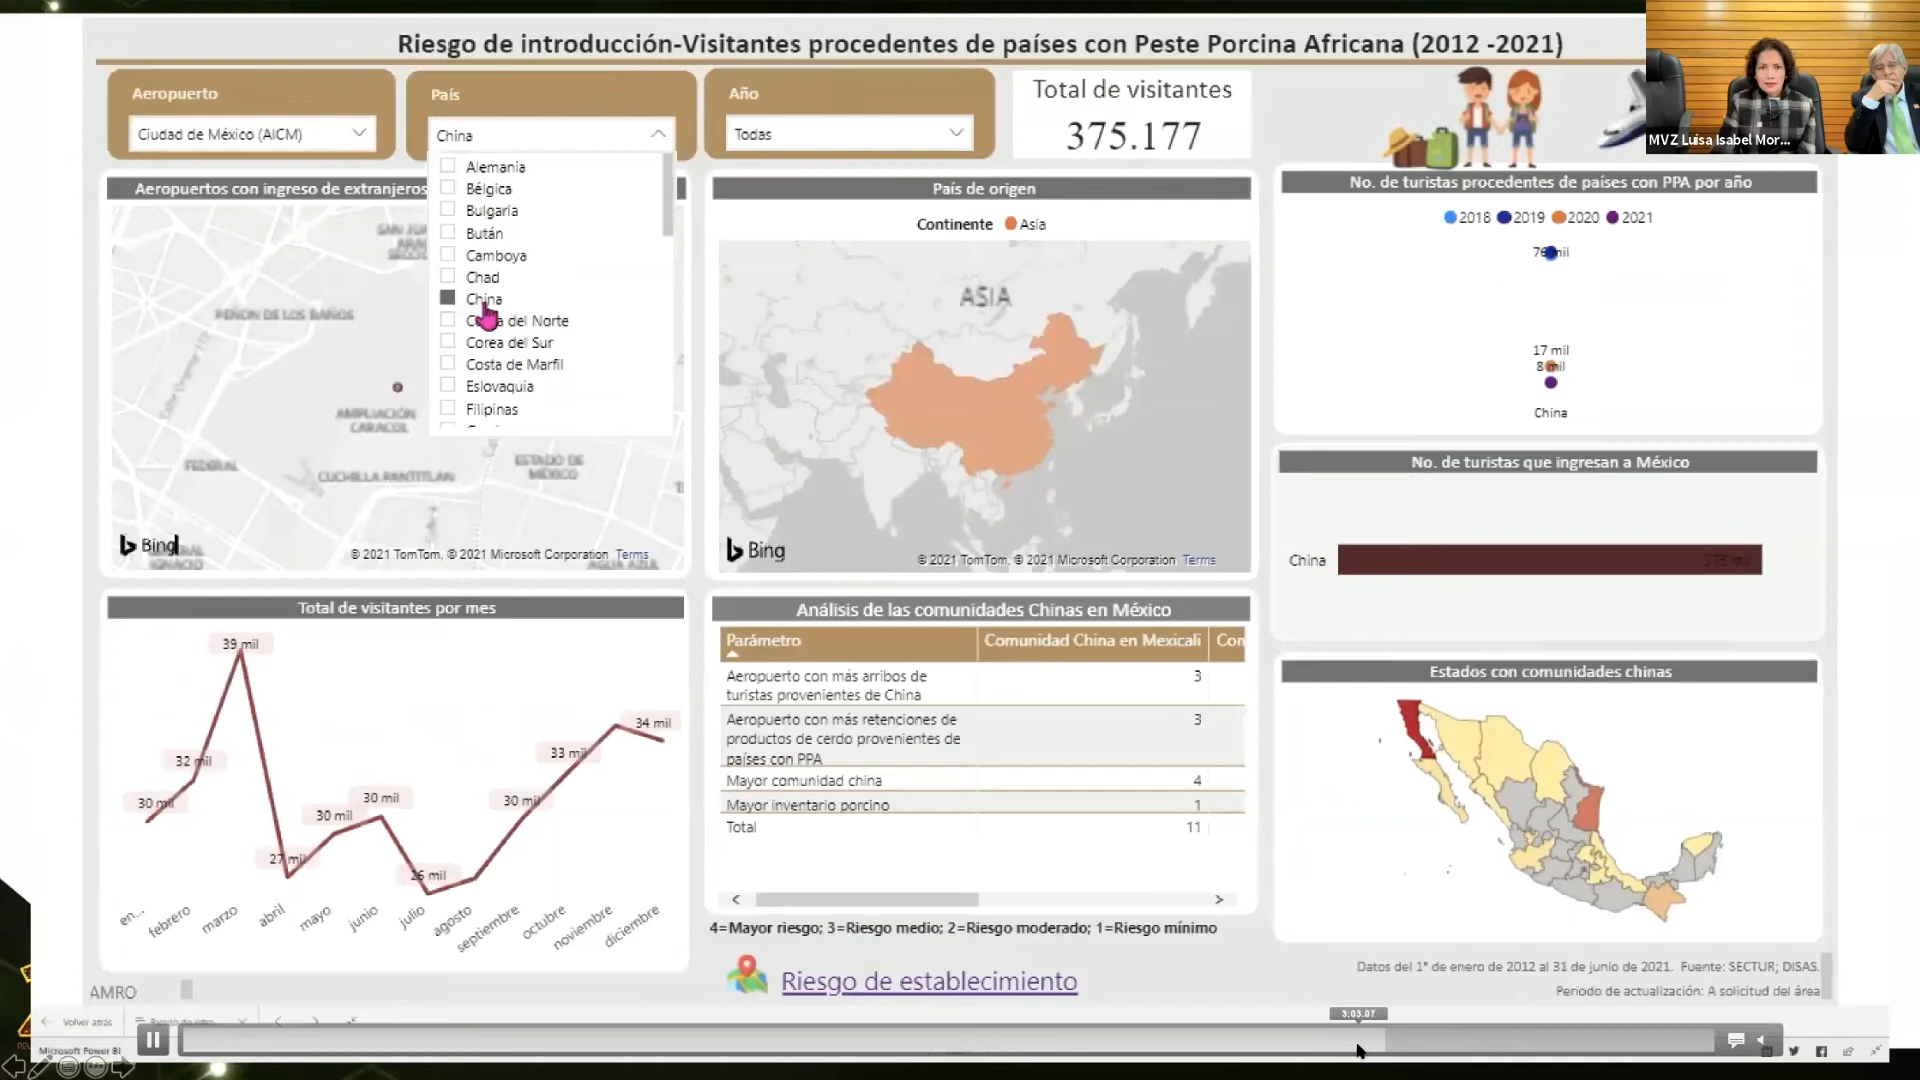 Riesgo de introducción-Visitantes procedentes de países con Peste Porcina Africana (2012 -2021)
MVZ Luisa Isabel Mor...
Aeropuerto
Ciudad de México (AICM)
País
China
Alemania
Bélgica
Bulgaria
Bután
Camboya
Chad
China
del Norte
Corea del Sur
Costa de Marfil
Eslovaquia
Filipinas
Año
Todas
Total de visitantes
375.177
Aeropuertos con ingreso de extranjeros
PEÑON DE LOS BAÑOS
AMPLIACIÓN
CARACOL
FEDERAL
CUCHILLA PANTITLÁN
ESTADO DE
MÉXICO
AGUA AZUL
Bing
© 2021 TomTom, © 2021 Microsoft Corporation Terms
País de origen
Continente Asia
ASIA
Bing
© 2021 TomTom, © 2021 Microsoft Corporation Terms
No. de turistas procedentes de países con PPA por año
2018 2019 2020 2021
76 mil
17 mil
8 mil
China
No. de turistas que ingresan a México
China
Total de visitantes por mes
39 mil
32 mil
30 mil
27 mil
30 mil
30 mil
26 mil
30 mil
33 mil
34 mil
en... febrero marzo abril mayo junio julio agosto septiembre octubre noviembre diciembre
Análisis de las comunidades Chinas en México
Parámetro Comunidad China en Mexicali Con
Aeropuerto con más arribos de turistas provenientes de China 3
Aeropuerto con más retenciones de productos de cerdo provenientes de países con PPA 3
Mayor comunidad china 4
Mayor inventario porcino 1
Total 11
4=Mayor riesgo; 3=Riesgo medio; 2=Riesgo moderado; 1=Riesgo mínimo
Riesgo de establecimiento
Estados con comunidades chinas
Datos del 1° de enero de 2012 al 31 de junio de 2021. Fuente: SECTUR; DISAS.
Periodo de actualización: A solicitud del área
AMRO
3:03.07
Volver atrás
Microsoft Power BI